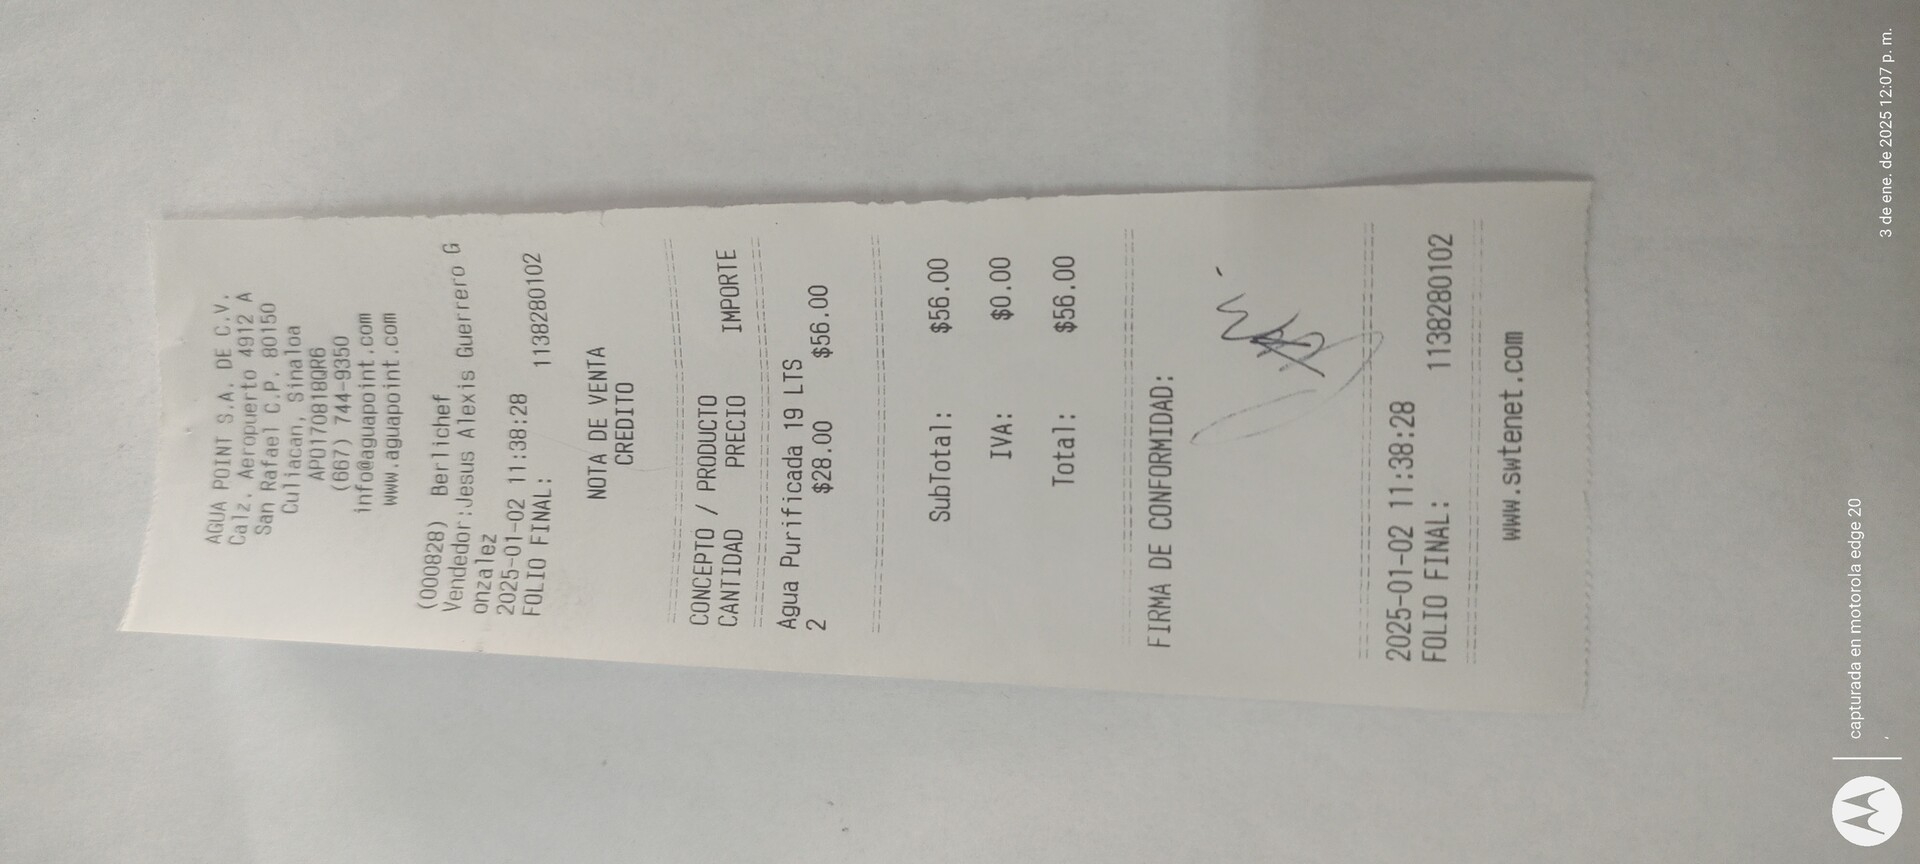 AGUA POINT S.A. DE C.V.
Calz. Aeropuerto 4912 A
San Rafael C.P. 80150
Culiacan, Sinaloa
APO170818QR6
(667) 744-9350
info@aguapoint.com
www.aguapoint.com
(000828) Berlichef
Vendedor:Jesus Alexis Guerrero G
onzalez
2025-01-02 11:38:28
FOLIO FINAL: 1138280102
NOTA DE VENTA
CREDITO
CONCEPTO / PRODUCTO
CANTIDAD PRECIO IMPORTE
Agua Purificada 19 LTS
2 $28.00 $56.00
SubTotal: $56.00
IVA: $0.00
Total: $56.00
FIRMA DE CONFORMIDAD:
2025-01-02 11:38:28
FOLIO FINAL: 1138280102
www.swtenet.com
capturada en motorola edge 20
,
3 de ene. de 2025 12:07 p. m.